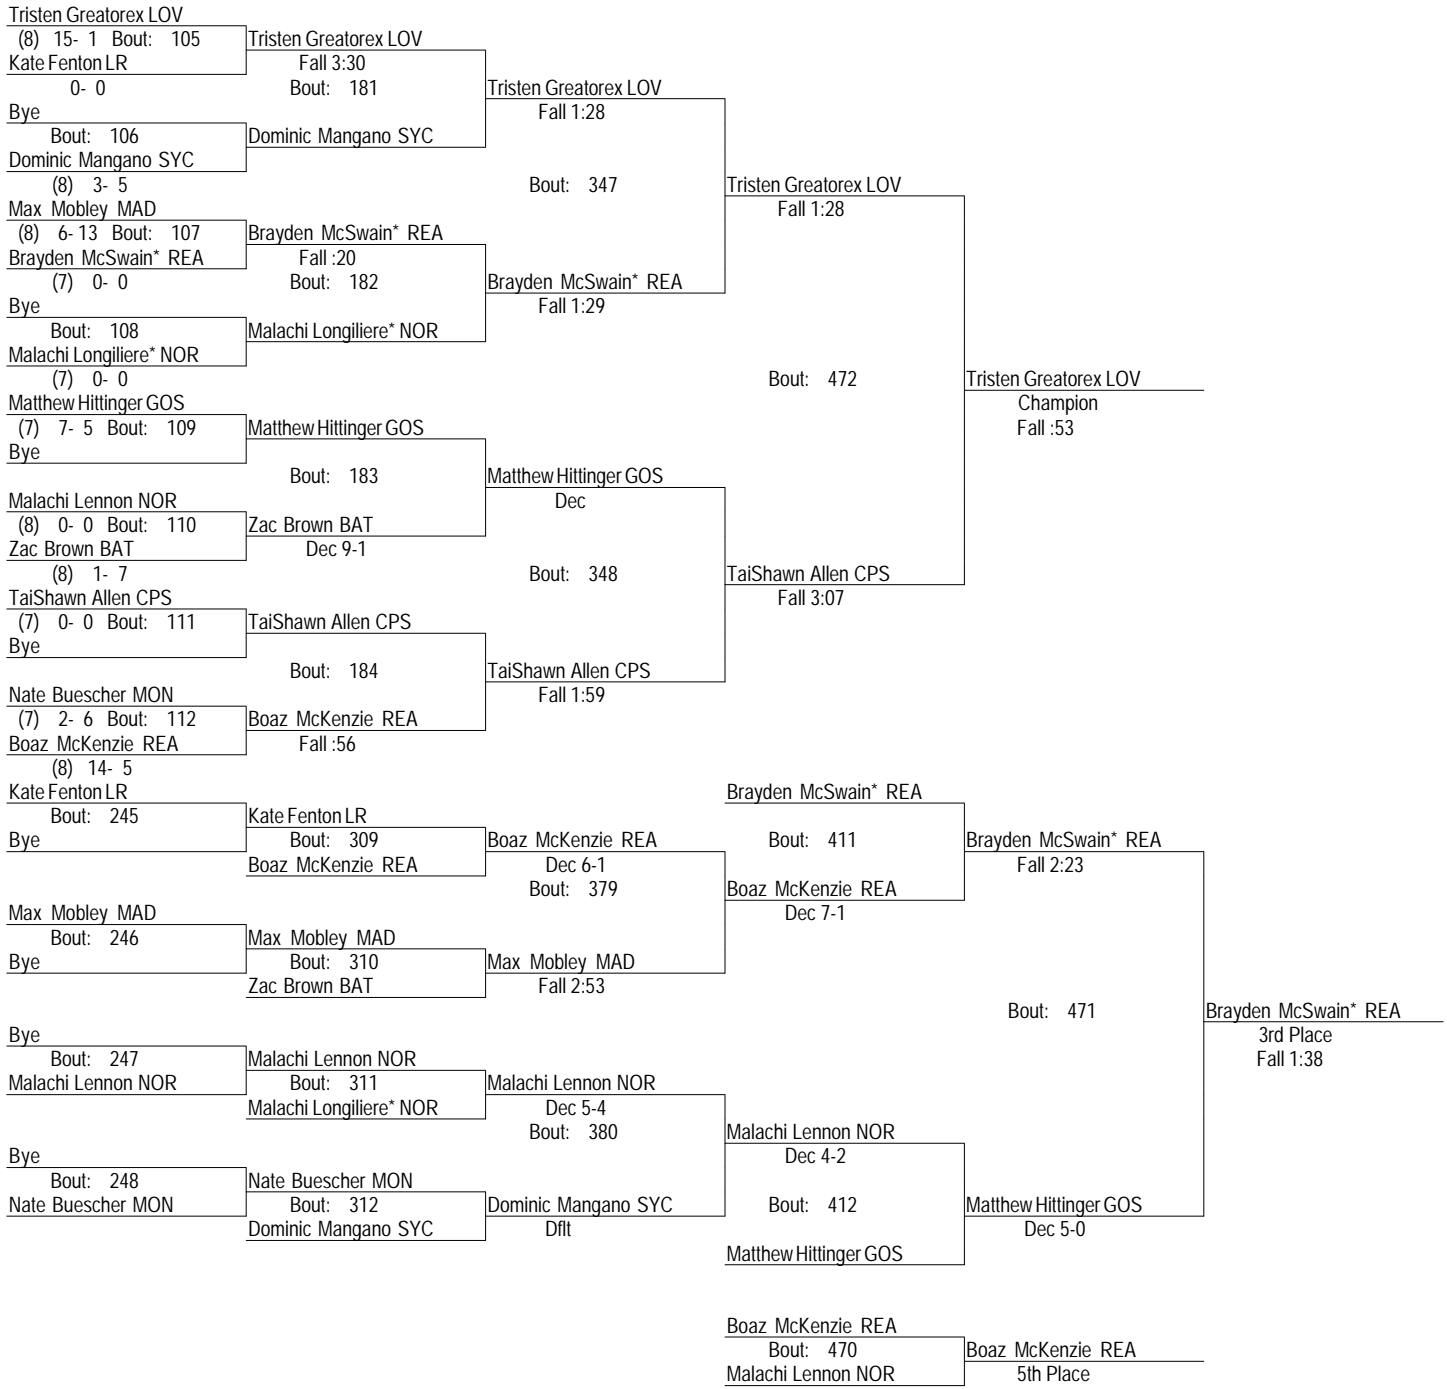 Tristen Greatorex LOV
(8) 15- 1 Bout: 105 Tristen Greatorex LOV
Kate Fenton LR Fall 3:30
0- 0 Bout: 181 Tristen Greatorex LOV
Bye Fall 1:28
Bout: 106 Dominic Mangano SYC
Dominic Mangano SYC
(8) 3- 5 Bout: 347 Tristen Greatorex LOV
Max Mobley MAD Fall 1:28
(8) 6- 13 Bout: 107 Brayden McSwain* REA
Brayden McSwain* REA Fall :20
(7) 0- 0 Bout: 182 Brayden McSwain* REA
Bye Fall 1:29
Bout: 108 Malachi Longiliere* NOR
Malachi Longiliere* NOR
(7) 0- 0 Bout: 472 Tristen Greatorex LOV
Matthew Hittinger GOS Champion
(7) 7- 5 Bout: 109 Matthew Hittinger GOS Fall :53
Bye
Bout: 183 Matthew Hittinger GOS
Malachi Lennon NOR Dec
(8) 0- 0 Bout: 110 Zac Brown BAT
Zac Brown BAT Dec 9-1
(8) 1- 7 Bout: 348 TaiShawn Allen CPS
TaiShawn Allen CPS Fall 3:07
(7) 0- 0 Bout: 111 TaiShawn Allen CPS
Bye
Bout: 184 TaiShawn Allen CPS
Nate Buescher MON Fall 1:59
(7) 2- 6 Bout: 112 Boaz McKenzie REA
Boaz McKenzie REA Fall :56
(8) 14- 5
Kate Fenton LR Brayden McSwain* REA
Bout: 245 Kate Fenton LR
Bye Bout: 309 Boaz McKenzie REA Bout: 411 Brayden McSwain* REA
Boaz McKenzie REA Dec 6-1 Fall 2:23
Bout: 379 Boaz McKenzie REA
Max Mobley MAD Dec 7-1
Bout: 246 Max Mobley MAD
Bye Bout: 310 Max Mobley MAD
Zac Brown BAT Fall 2:53
Bout: 471 Brayden McSwain* REA
Bye 3rd Place
Bout: 247 Malachi Lennon NOR Fall 1:38
Malachi Lennon NOR Bout: 311 Malachi Lennon NOR
Malachi Longiliere* NOR Dec 5-4
Bout: 380 Malachi Lennon NOR
Bye Dec 4-2
Bout: 248 Nate Buescher MON
Nate Buescher MON Bout: 312 Dominic Mangano SYC Bout: 412 Matthew Hittinger GOS
Dominic Mangano SYC Dflt Dec 5-0
Matthew Hittinger GOS
Boaz McKenzie REA
Bout: 470 Boaz McKenzie REA
Malachi Lennon NOR 5th Place